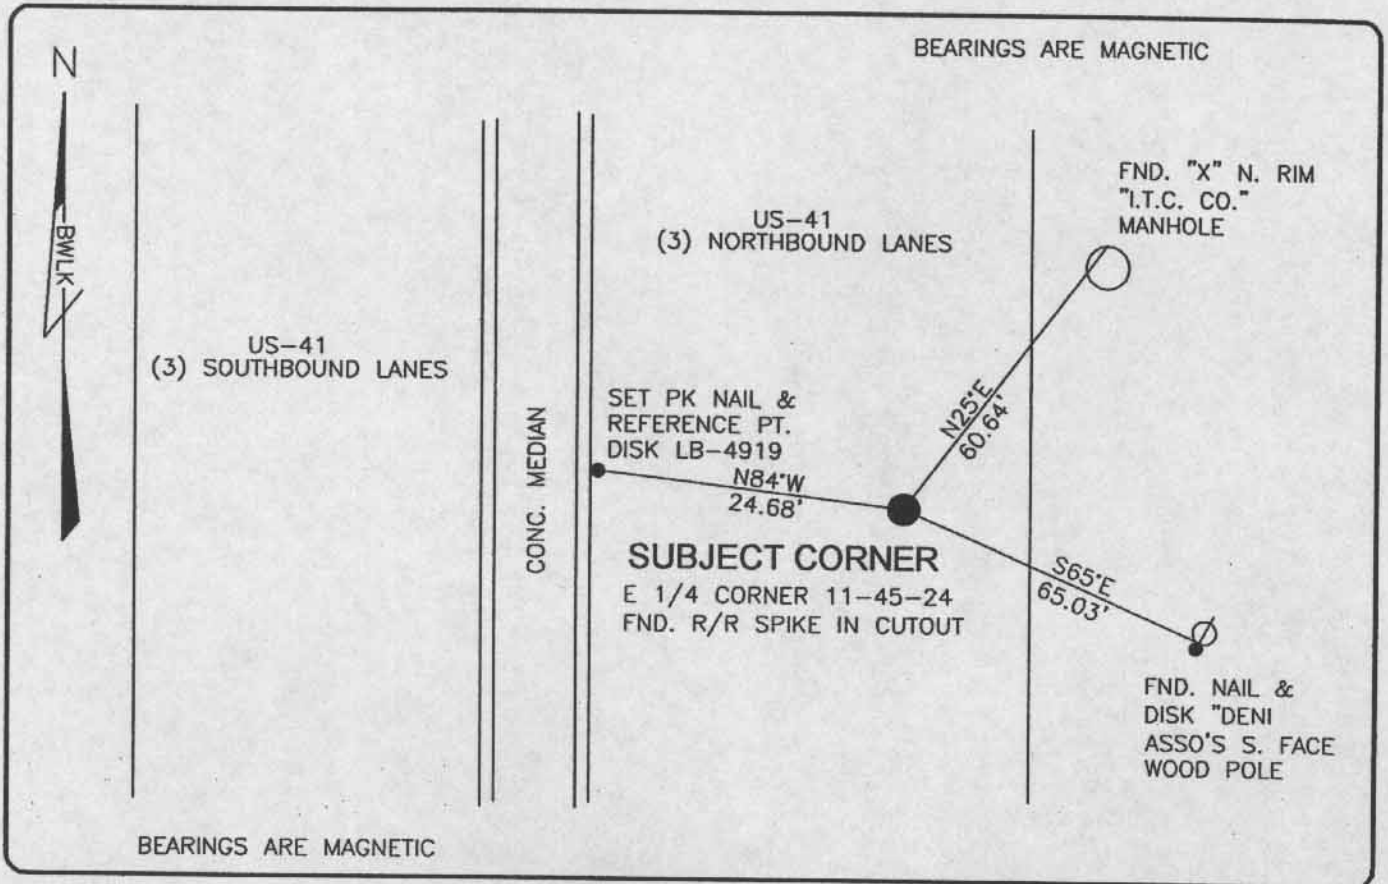 BEARINGS ARE MAGNETIC
N
BWLK
FND. "X" N. RIM
"I.T.C. CO."
MANHOLE
US-41
(3) NORTHBOUND LANES
US-41
(3) SOUTHBOUND LANES
SET PK NAIL &
REFERENCE PT.
DISK LB-4919
N25°E
60.64'
N84°W
24.68'
CONC. MEDIAN
SUBJECT CORNER
E 1/4 CORNER 11-45-24
FND. R/R SPIKE IN CUTOUT
S65°E
65.03'
FND. NAIL &
DISK "DENI
ASSO'S S. FACE
WOOD POLE
BEARINGS ARE MAGNETIC